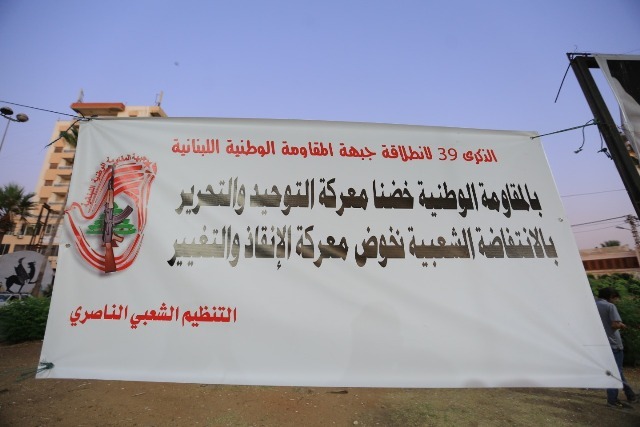 الذكرى 39 لانطلاقة جبهة المقاومة الوطنية اللبنانية
بالمقاومة الوطنية خضنا معركة التوحيد والتحرير
بالانتفاضة الشعبية نخوض معركة الإنقاذ والتغيير
التنظيم الشعبي الناصري